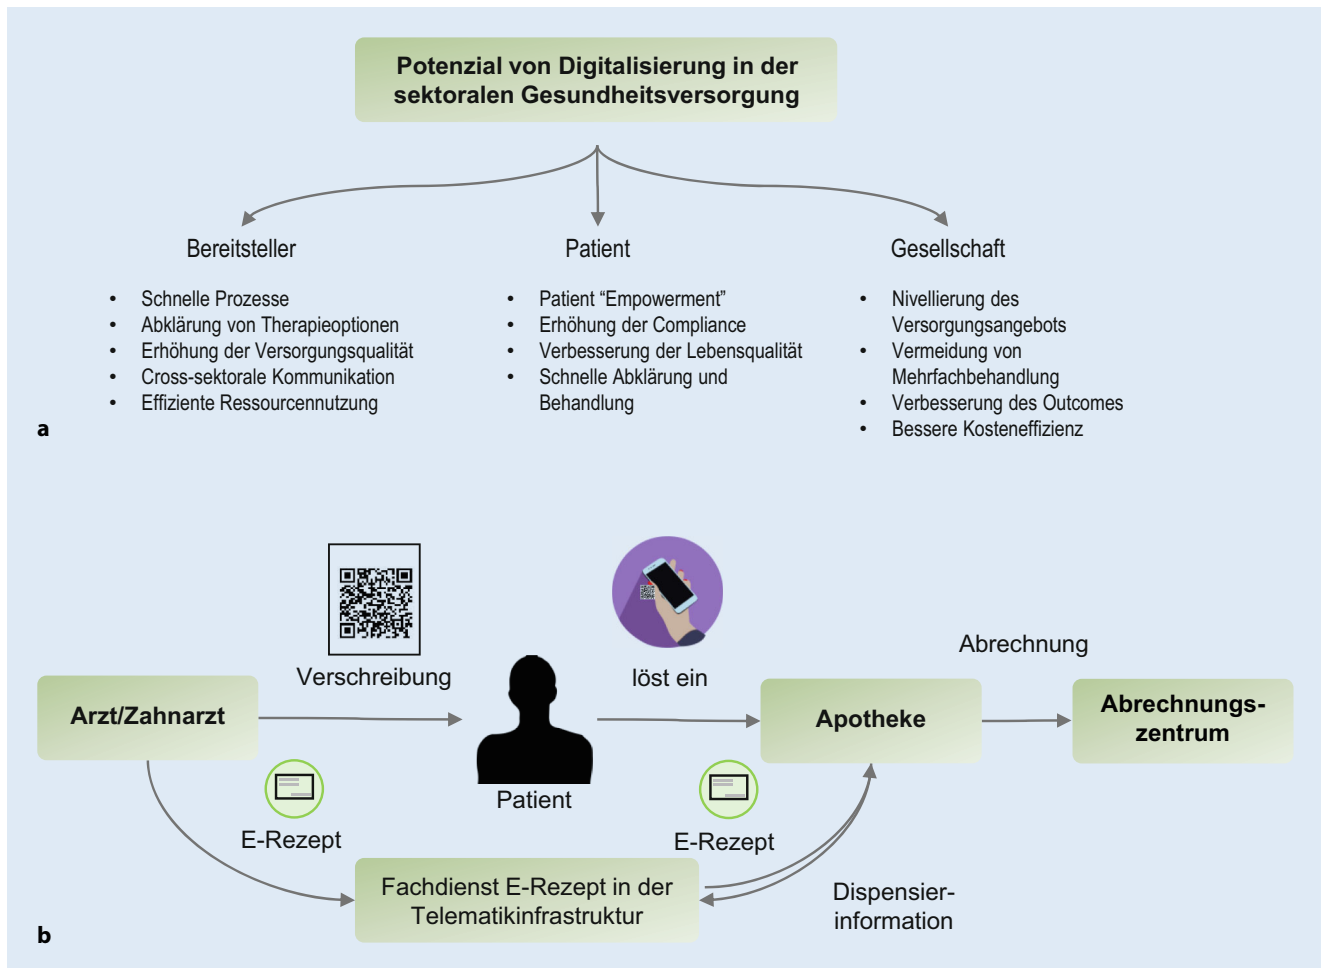 Potenzial von Digitalisierung in der
sektoralen Gesundheitsversorgung
Bereitsteller
• Schnelle Prozesse
• Abklärung von Therapieoptionen
• Erhöhung der Versorgungsqualität
• Cross-sektorale Kommunikation
• Effiziente Ressourcennutzung
Patient
• Patient “Empowerment”
• Erhöhung der Compliance
• Verbesserung der Lebensqualität
• Schnelle Abklärung und
Behandlung
Gesellschaft
• Nivellierung des
Versorgungsangebots
• Vermeidung von
Mehrfachbehandlung
• Verbesserung des Outcomes
• Bessere Kosteneffizienz
a
Arzt/Zahnarzt
Verschreibung
Patient
löst ein
Apotheke
Abrechnung
Abrechnungs-
zentrum
E-Rezept
E-Rezept
Fachdienst E-Rezept in der
Telematikinfrastruktur
Dispensier-
information
b